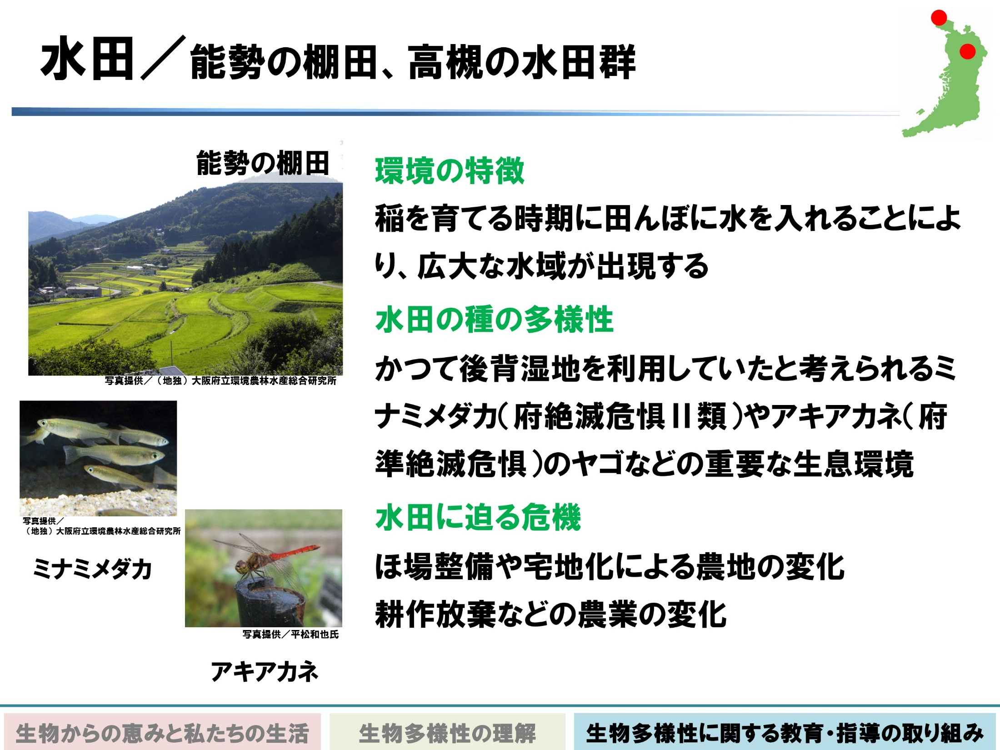 水田／能勢の棚田、高槻の水田群
能勢の棚田
写真提供／（地独）大阪府立環境農林水産総合研究所
写真提供／
（地独）大阪府立環境農林水産総合研究所
ミナミメダカ
写真提供／平松和也氏
アキアカネ
環境の特徴
稲を育てる時期に田んぼに水を入れることによ
り、広大な水域が出現する
水田の種の多様性
かつて後背湿地を利用していたと考えられるミ
ナミメダカ（府絶滅危惧Ⅱ類）やアキアカネ（府
準絶滅危惧）のヤゴなどの重要な生息環境
水田に迫る危機
ほ場整備や宅地化による農地の変化
耕作放棄などの農業の変化
生物からの恵みと私たちの生活
生物多様性の理解
生物多様性に関する教育・指導の取り組み